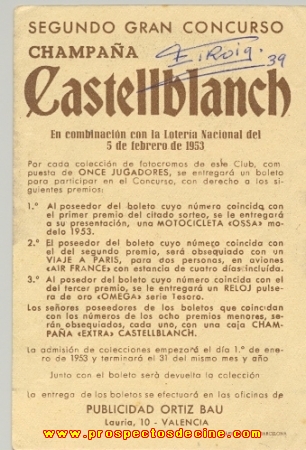 SEGUNDO GRAN CONCURSO
CHAMPAÑA
E. Roig. 39
Castellblanch
En combinación con la Lotería Nacional del
5 de febrero de 1953
Por cada colección de fotocromos de este Club, com-
puesta de ONCE JUGADORES, se entregará un boleto
para participar en el Concurso, con derecho a los si-
guientes premios:
1.º Al poseedor del boleto cuyo número coincida con
el primer premio del citado sorteo, se le entregará
a su presentación, una MOTOCICLETA «OSSA» mo-
delo 1953.
2.º El poseedor del boleto cuyo número coincida con
el del segundo premio, será obsequiado con un
VIAJE A PARIS, para dos personas, en aviones
«AIR FRANCE» con estancia de cuatro días incluída.
3.º Al poseedor del boleto cuyo número coincida con el
del tercer premio, se le entregará un RELOJ pulse-
ra de oro «OMEGA» serie Tesoro.
Los señores poseedores de los boletos que coincidan
con los números de los ocho premios menores, se-
rán obsequiados, cada uno, con una caja CHAM-
PAÑA «EXTRA» CASTELLBLANCH.
La admisión de colecciones empezará el día 1.º de ene-
ro de 1953 y terminará el 31 del mismo mes y año
Junto con el boleto será devuelta la colección
La entrega de los boletos se efectuará en las oficinas de
PUBLICIDAD ORTIZ BAU
Lauria, 10 - VALENCIA
www.prospectosdecine.com